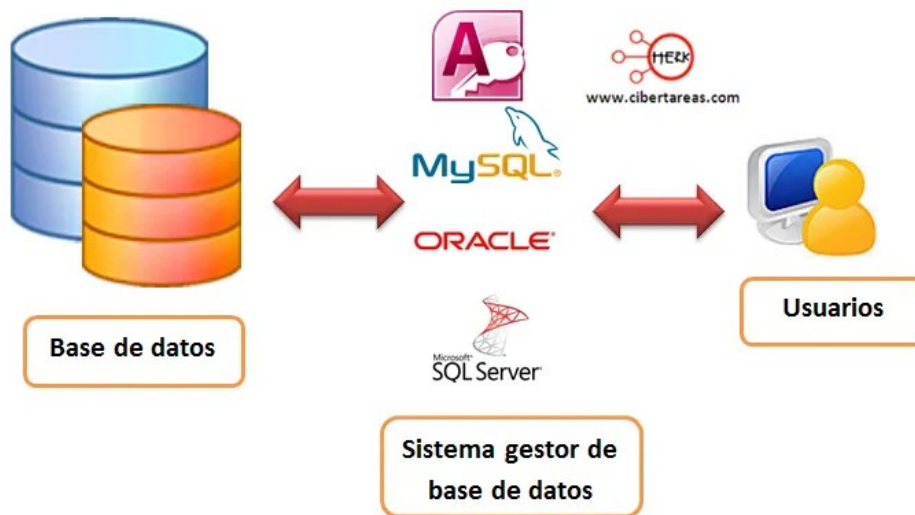 A
HERK
www.cibertareas.com
MySQL®
ORACLE®
Microsoft®
SQL Server®
Base de datos
Usuarios
Sistema gestor de
base de datos